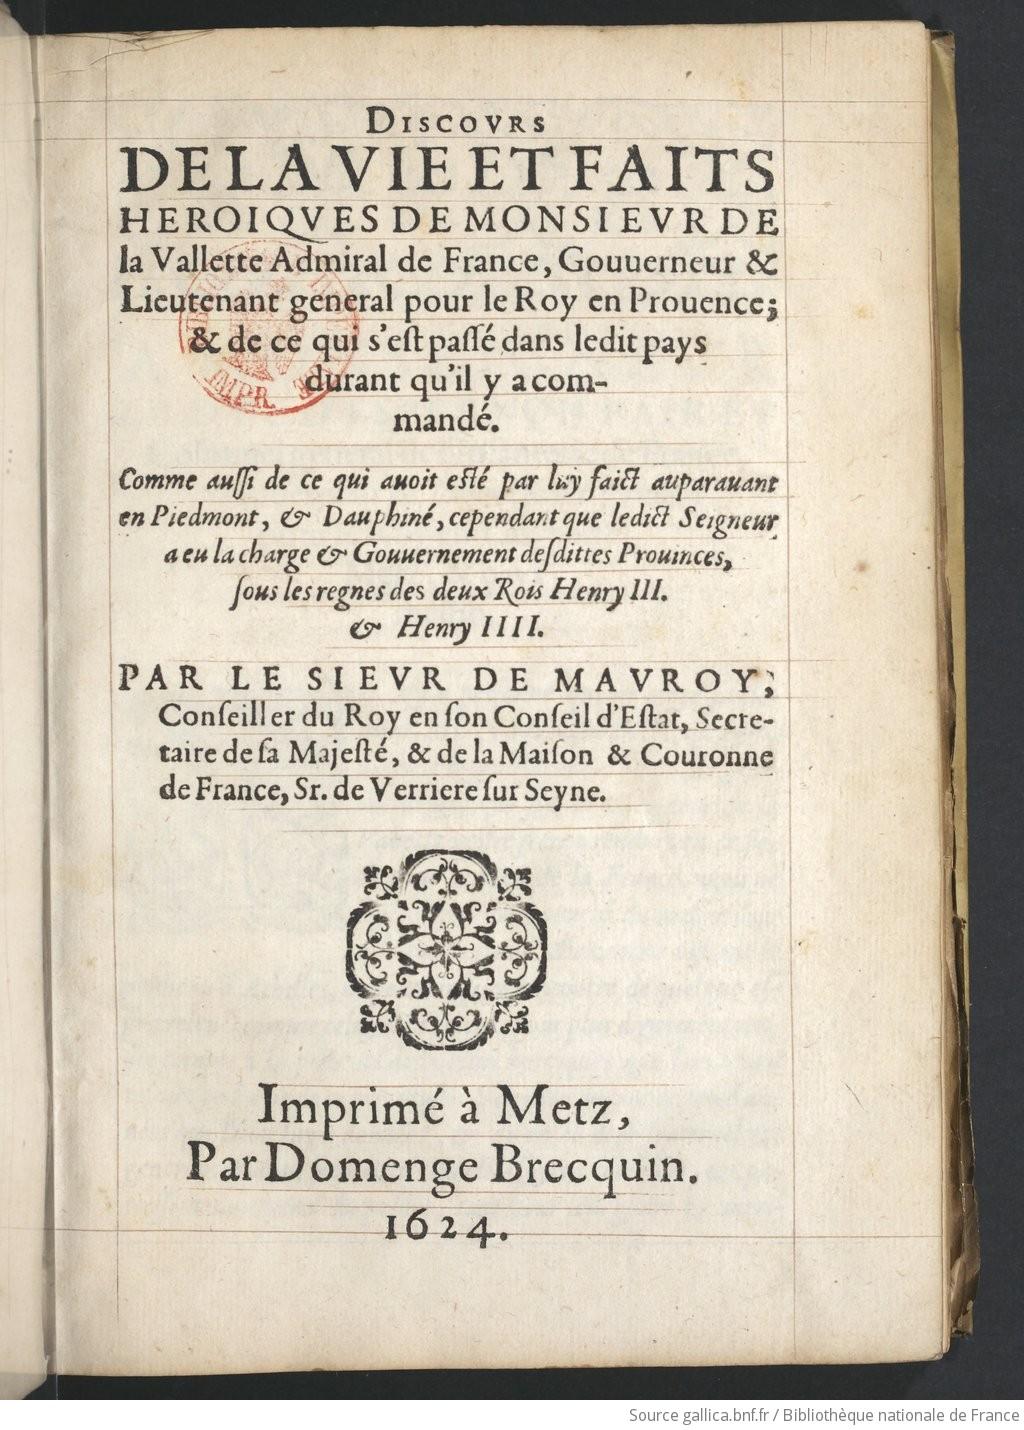 DISCOVRS
DE LA VIE ET FAITS
HEROIQVES DE MONSIEVR DE
la Vallette Admiral de France, Gouuerneur &
Lieutenant general pour le Roy en Prouence;
& de ce qui s'eſt paſſé dans ledit pays
durant qu'il y a com-
mandé.
Comme auſſi de ce qui auoit eſté par luy faict auparauant
en Piedmont, & Dauphiné, cependant que ledict Seigneur
a eu la charge & Gouuernement deſdittes Prouinces,
ſous les regnes des deux Rois Henry III.
& Henry IIII.
PAR LE SIEVR DE MAVROY;
Conſeiller du Roy en ſon Conſeil d'Eſtat, Secre-
taire de ſa Majeſté, & de la Maiſon & Couronne
de France, Sr. de Verriere ſur Seyne.
Imprimé à Metz,
Par Domenge Brecquin.
1624.
IMPR
Source gallica.bnf.fr / Bibliothèque nationale de France